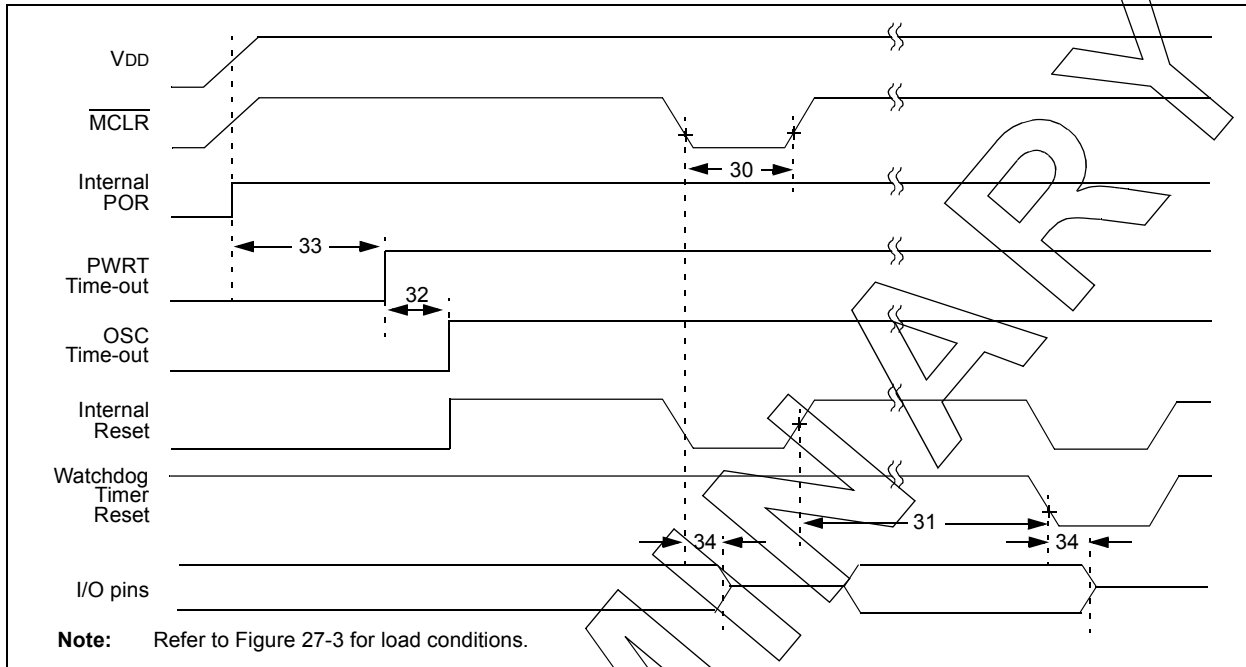 VDD
MCLR
Internal
POR
PWRT
Time-out
OSC
Time-out
Internal
Reset
Watchdog
Timer
Reset
I/O pins
30
33
32
31
34
34
Note: Refer to Figure 27-3 for load conditions.
M
N
A
R
Y